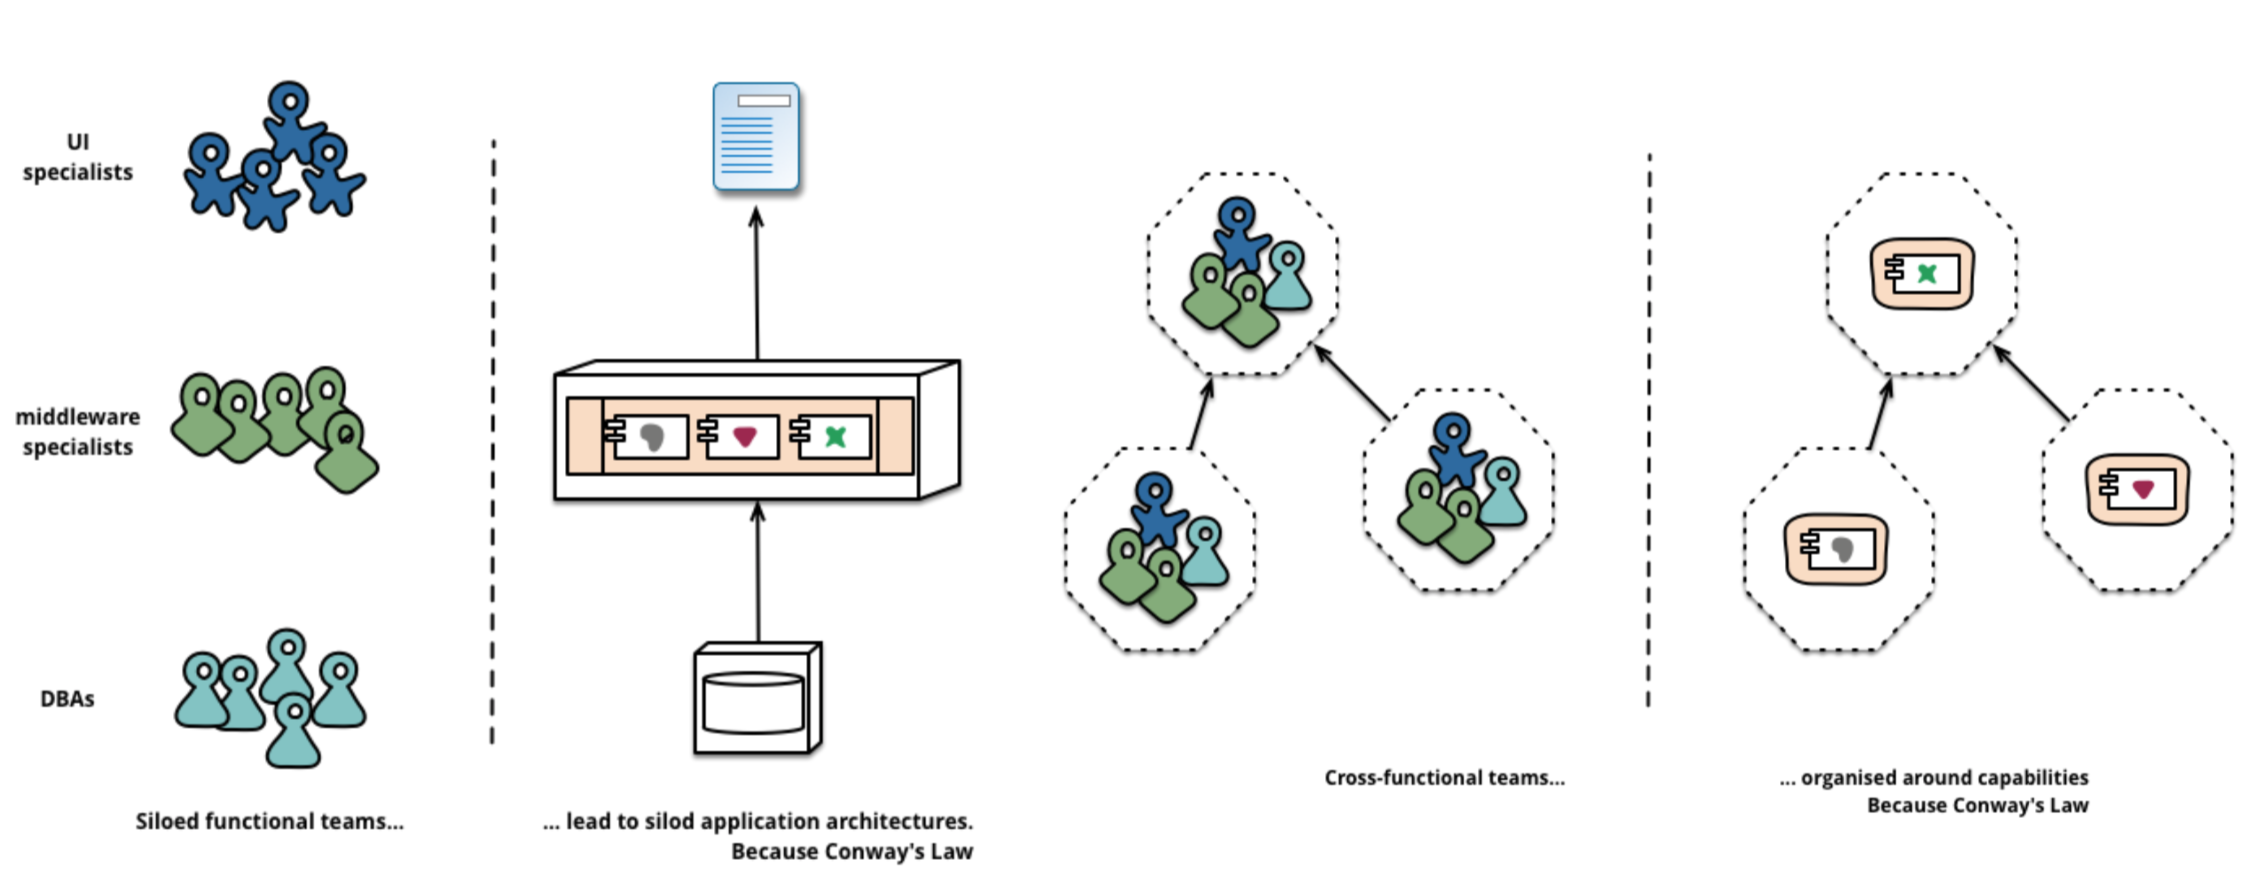 UI
specialists
middleware
specialists
DBAs
Siloed functional teams...
... lead to silod application architectures.
Because Conway's Law
Cross-functional teams...
... organised around capabilities
Because Conway's Law